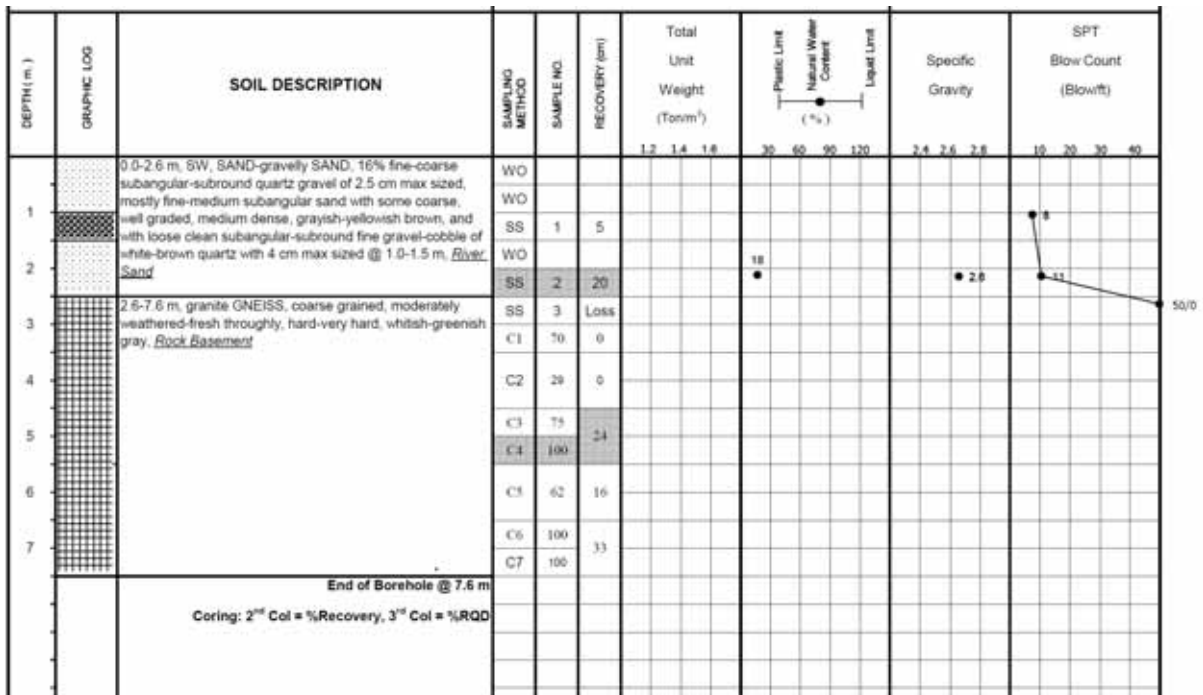 DEPTH ( m. )
GRAPHIC LOG
SOIL DESCRIPTION
SAMPLING METHOD
SAMPLE NO.
RECOVERY (cm)
Total
Unit
Weight
(Ton/m³)
1.2 1.4 1.6
Plastic Limit
Natural Water Content
Liquid Limit
( % )
30 60 90 120
Specific
Gravity
2.4 2.6 2.8
SPT
Blow Count
(Blow/ft)
10 20 30 40
0.0-2.6 m, SW, SAND-gravelly SAND, 16% fine-coarse
subangular-subround quartz gravel of 2.5 cm max sized,
mostly fine-medium subangular sand with some coarse,
well graded, medium dense, grayish-yellowish brown, and
with loose clean subangular-subround fine gravel-cobble of
white-brown quartz with 4 cm max sized @ 1.0-1.5 m, River
Sand
2.6-7.6 m, granite GNEISS, coarse grained, moderately
weathered-fresh throughly, hard-very hard, whitish-greenish
gray, Rock Basement
End of Borehole @ 7.6 m
Coring: 2nd Col = %Recovery, 3rd Col = %RQD
1
2
3
4
5
6
7
WO
WO
SS 1 5
WO
SS 2 20
SS 3 Loss
C1 70 0
C2 0
C3 75
24
C4 100
C5 62 16
C6 100
33
C7 100
18
2.6
11
50/0